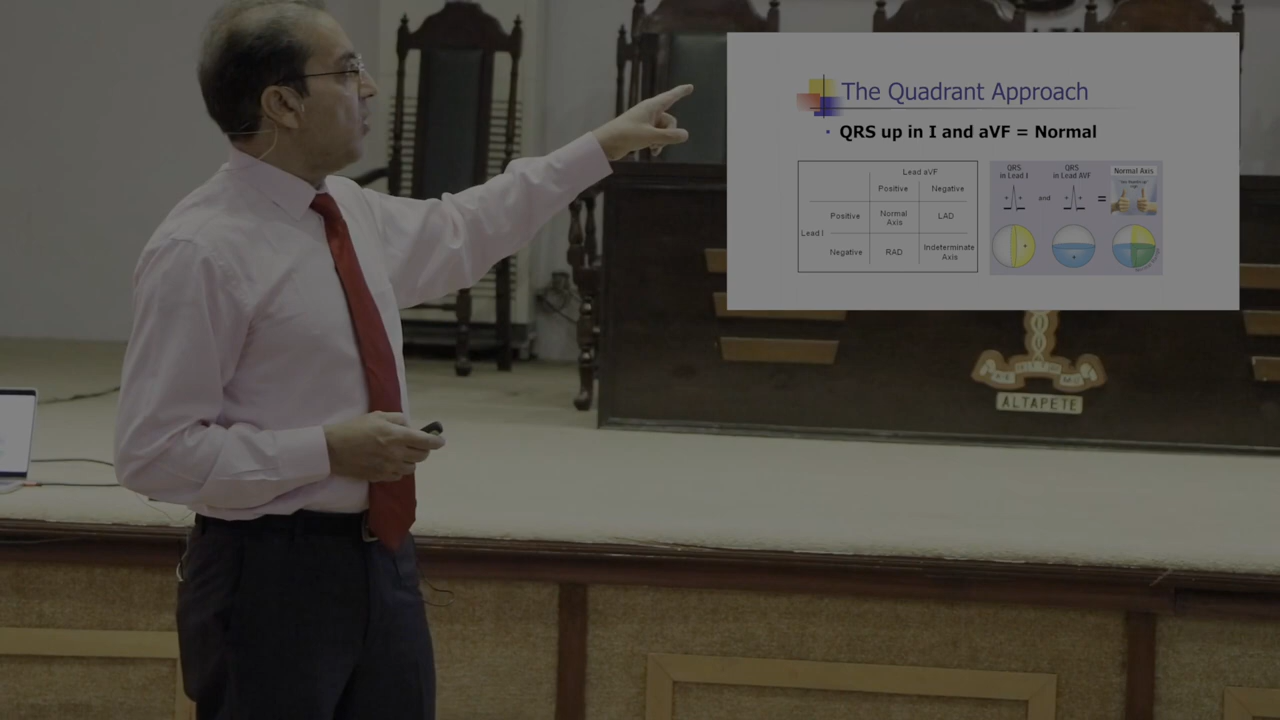 The Quadrant Approach
• QRS up in I and aVF = Normal
Lead aVF
Positive Negative
Lead I
Positive Normal Axis LAD
Negative RAD Indeterminate Axis
QRS in Lead I
and
QRS in Lead AVF
=
Normal Axis
ALTAPETE